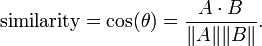 similarity = cos(θ) = A · B / ‖A‖‖B‖.